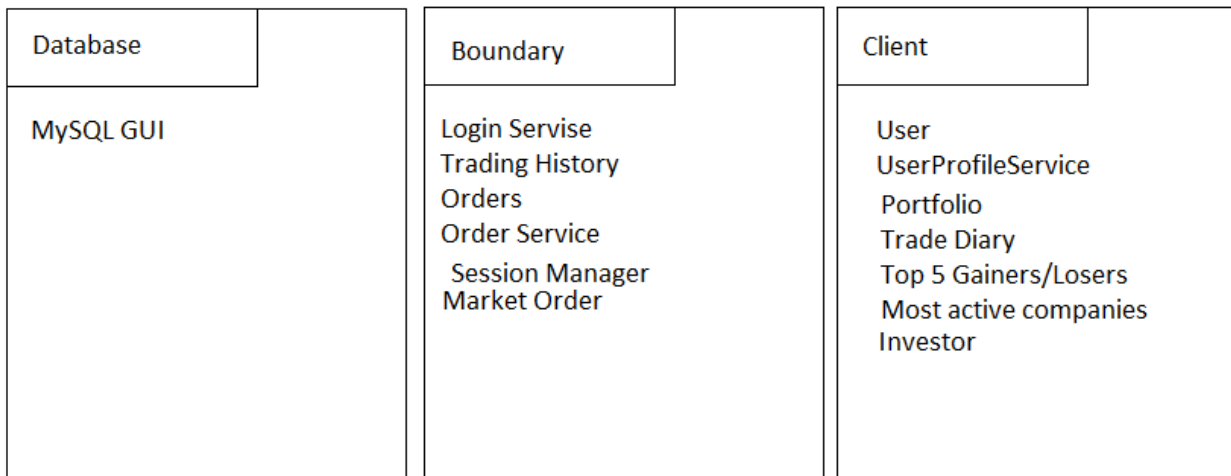 Database
MySQL GUI
Boundary
Login Servise
Trading History
Orders
Order Service
Session Manager
Market Order
Client
User
UserProfileService
Portfolio
Trade Diary
Top 5 Gainers/Losers
Most active companies
Investor